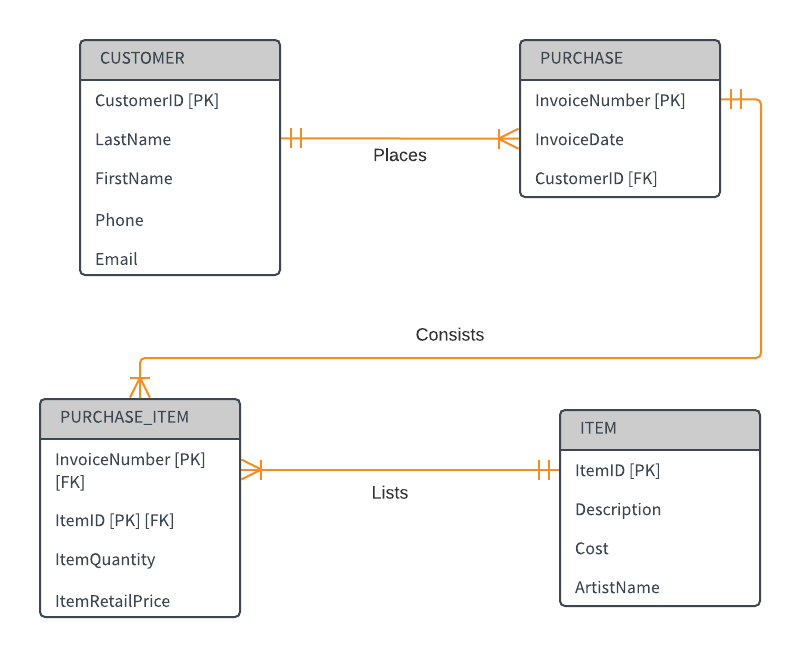 CUSTOMER
CustomerID [PK]
LastName
FirstName
Phone
Email
Places
PURCHASE
InvoiceNumber [PK]
InvoiceDate
CustomerID [FK]
Consists
PURCHASE_ITEM
InvoiceNumber [PK]
[FK]
ItemID [PK] [FK]
ItemQuantity
ItemRetailPrice
Lists
ITEM
ItemID [PK]
Description
Cost
ArtistName